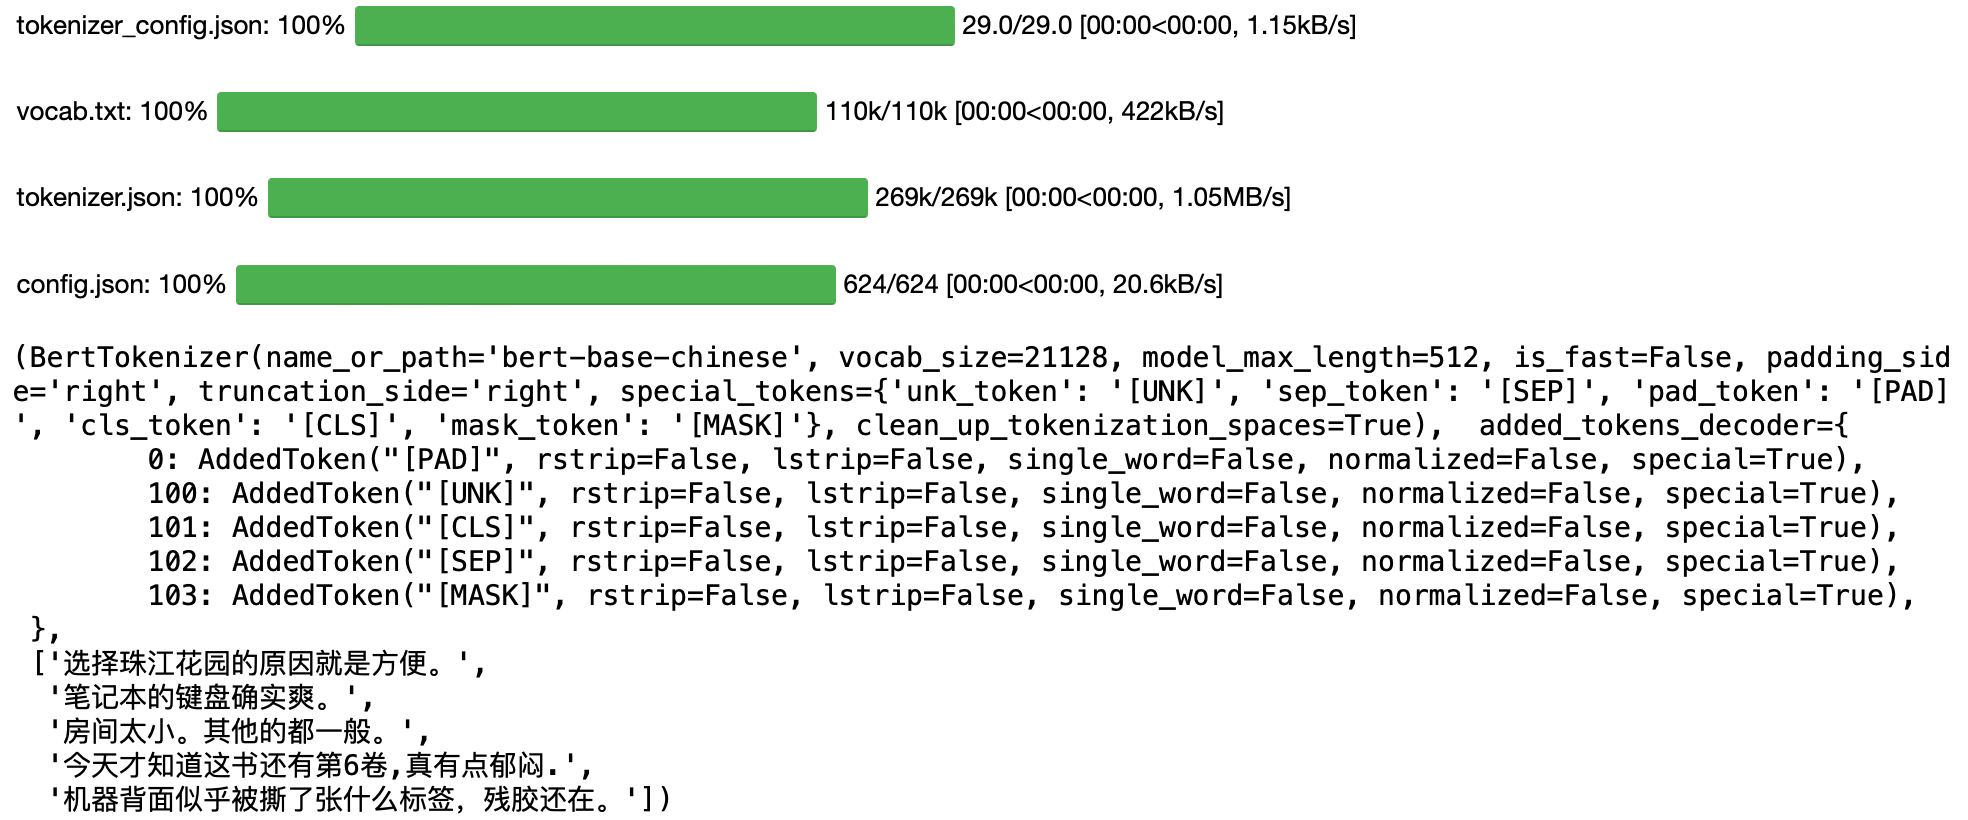 tokenizer_config.json: 100% 29.0/29.0 [00:00<00:00, 1.15kB/s]
vocab.txt: 100% 110k/110k [00:00<00:00, 422kB/s]
tokenizer.json: 100% 269k/269k [00:00<00:00, 1.05MB/s]
config.json: 100% 624/624 [00:00<00:00, 20.6kB/s]
(BertTokenizer(name_or_path='bert-base-chinese', vocab_size=21128, model_max_length=512, is_fast=False, padding_sid
e='right', truncation_side='right', special_tokens={'unk_token': '[UNK]', 'sep_token': '[SEP]', 'pad_token': '[PAD]
', 'cls_token': '[CLS]', 'mask_token': '[MASK]'}, clean_up_tokenization_spaces=True),  added_tokens_decoder={
        0: AddedToken("[PAD]", rstrip=False, lstrip=False, single_word=False, normalized=False, special=True),
        100: AddedToken("[UNK]", rstrip=False, lstrip=False, single_word=False, normalized=False, special=True),
        101: AddedToken("[CLS]", rstrip=False, lstrip=False, single_word=False, normalized=False, special=True),
        102: AddedToken("[SEP]", rstrip=False, lstrip=False, single_word=False, normalized=False, special=True),
        103: AddedToken("[MASK]", rstrip=False, lstrip=False, single_word=False, normalized=False, special=True),
 },
 ['选择珠江花园的原因就是方便。',
  '笔记本的键盘确实爽。',
  '房间太小。其他的都一般。',
  '今天才知道这书还有第6卷,真有点郁闷.',
  '机器背面似乎被撕了张什么标签，残胶还在。'])